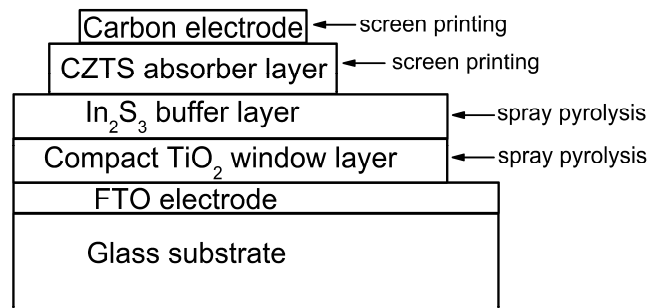 Carbon electrode screen printing
CZTS absorber layer screen printing
In₂S₃ buffer layer spray pyrolysis
Compact TiO₂ window layer spray pyrolysis
FTO electrode
Glass substrate